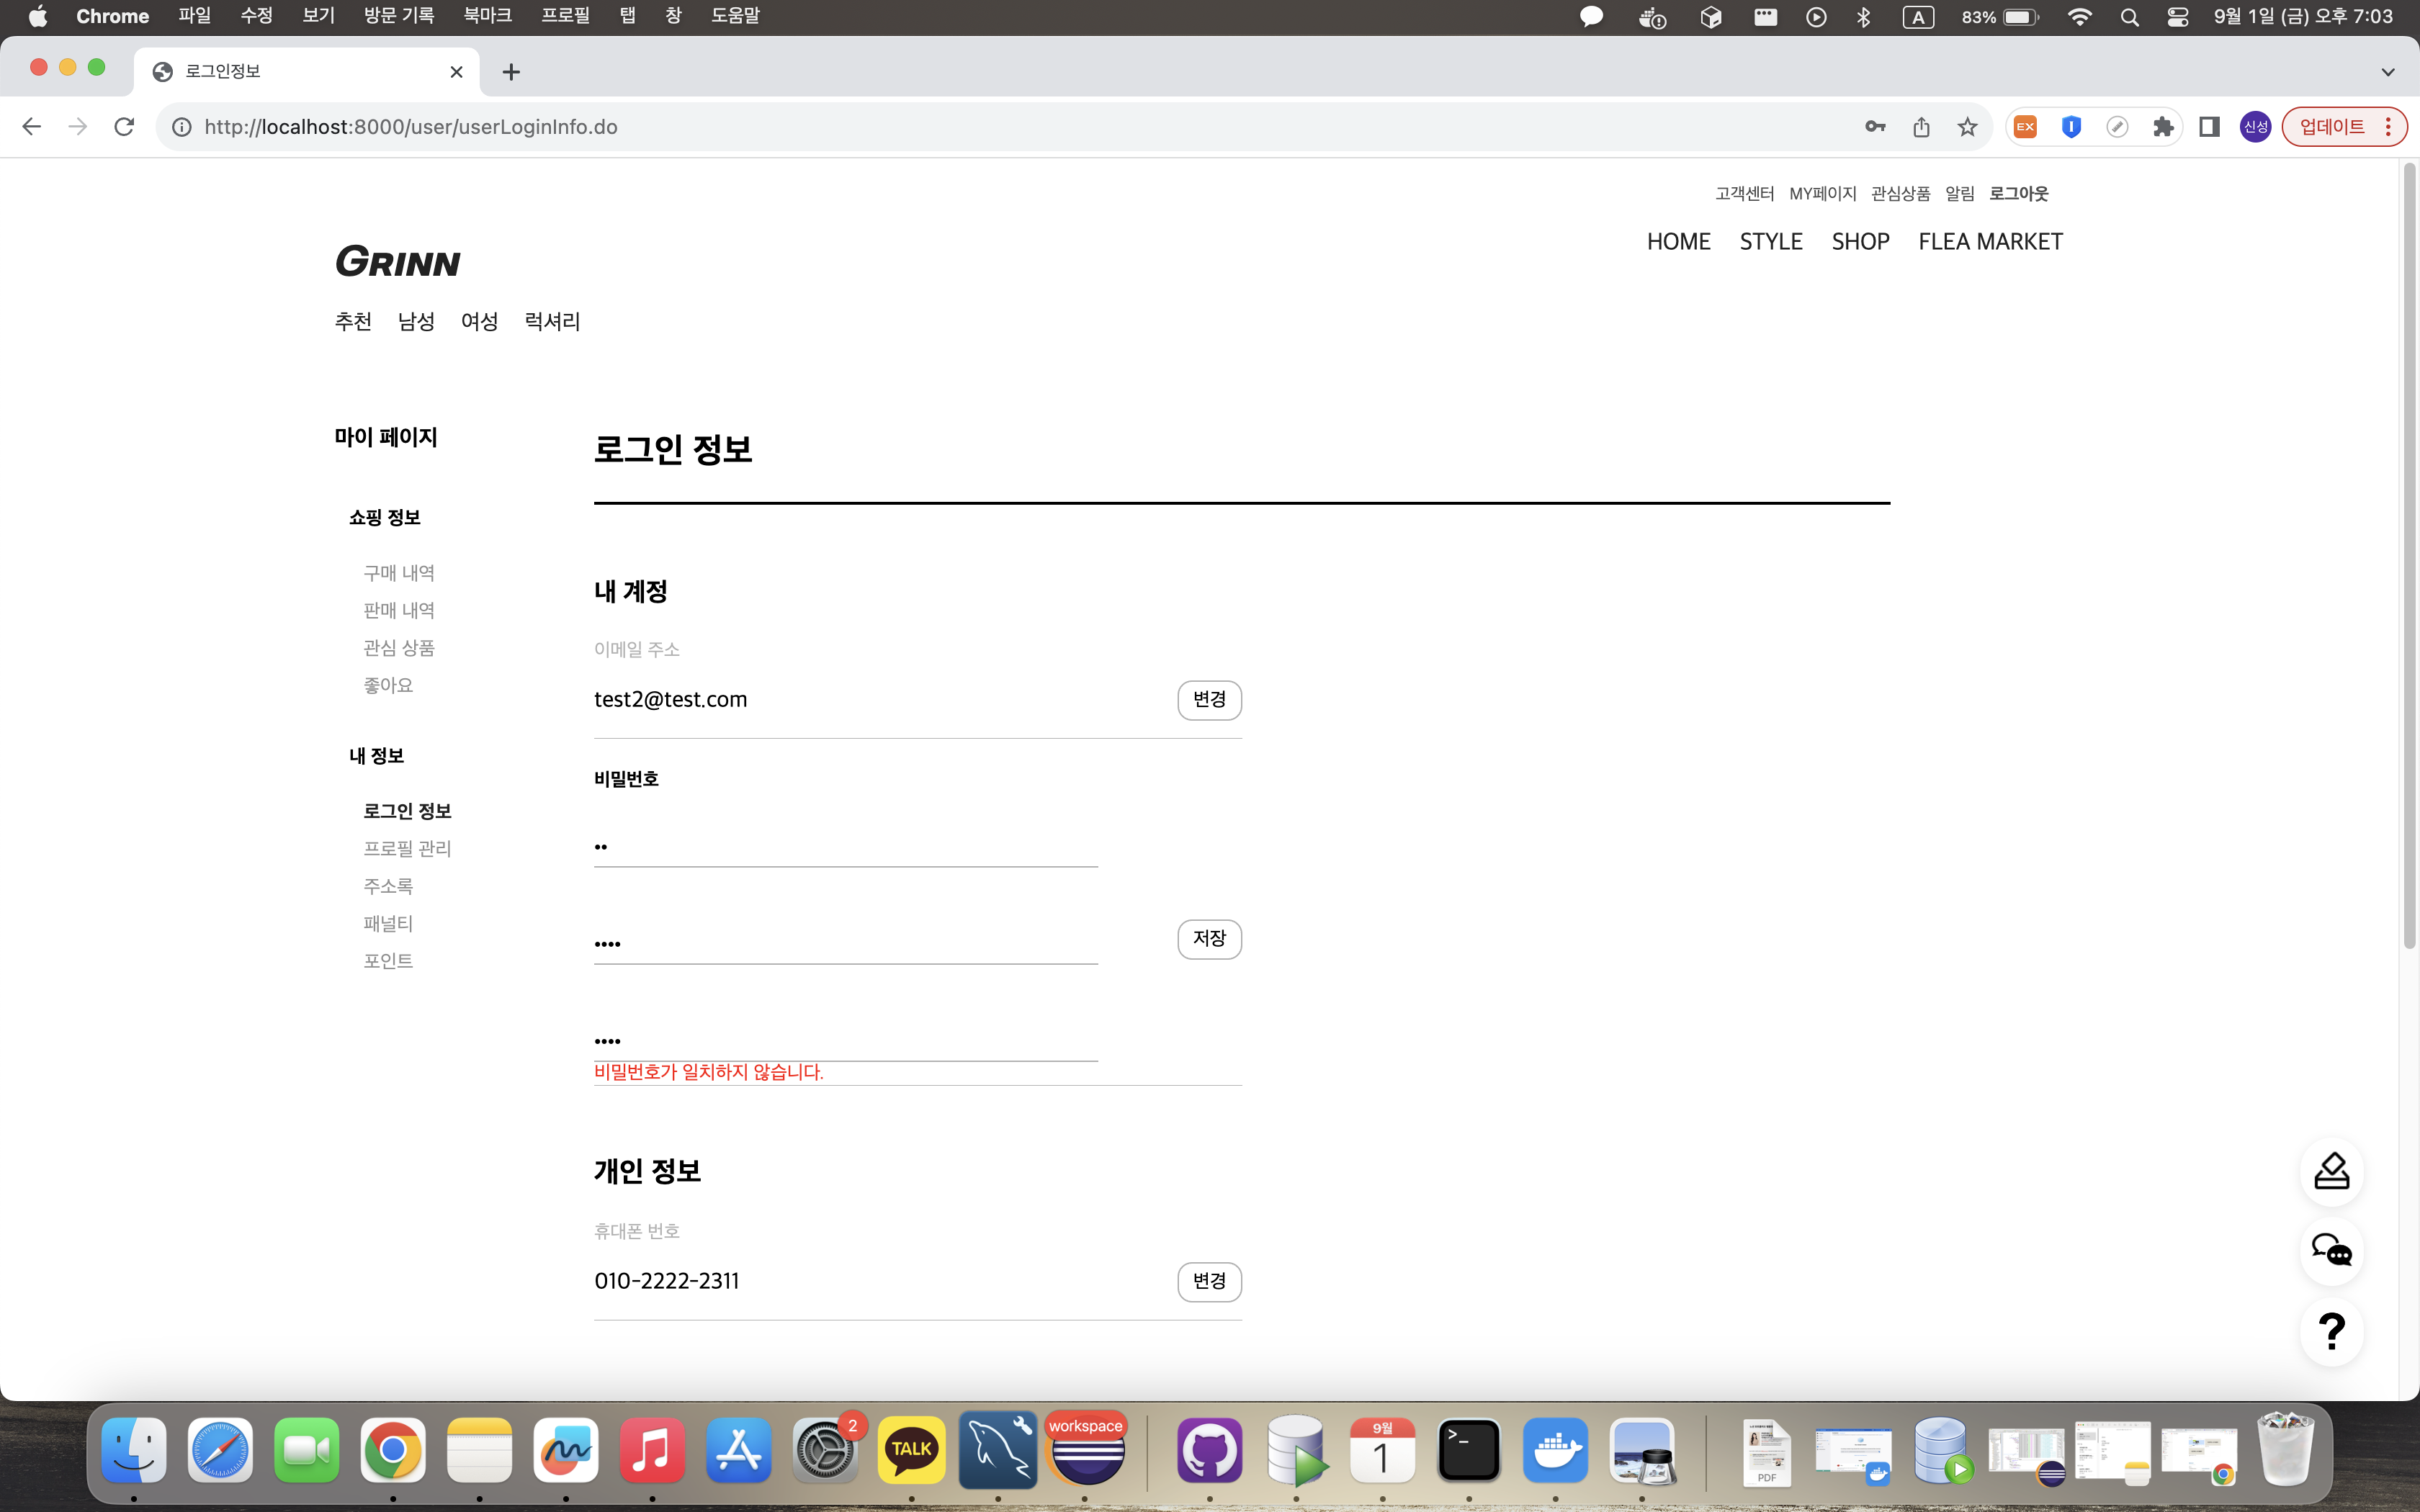 Chrome 파일 수정 보기 방문 기록 북마크 프로필 탭 창 도움말 A 83% 9월 1일 (금) 오후 7:03
로그인정보
http://localhost:8000/user/userLoginInfo.do EX 신성 업데이트
고객센터 MY페이지 관심상품 알림 로그아웃
HOME STYLE SHOP FLEA MARKET
GRINN
추천 남성 여성 럭셔리
마이 페이지
쇼핑 정보
구매 내역
판매 내역
관심 상품
좋아요
내 정보
로그인 정보
프로필 관리
주소록
패널티
포인트
로그인 정보
내 계정
이메일 주소
test2@test.com 변경
비밀번호
••
•••• 저장
••••
비밀번호가 일치하지 않습니다.
개인 정보
휴대폰 번호
010-2222-2311 변경
?
2
TALK
workspace
9월
1
>_
PDF